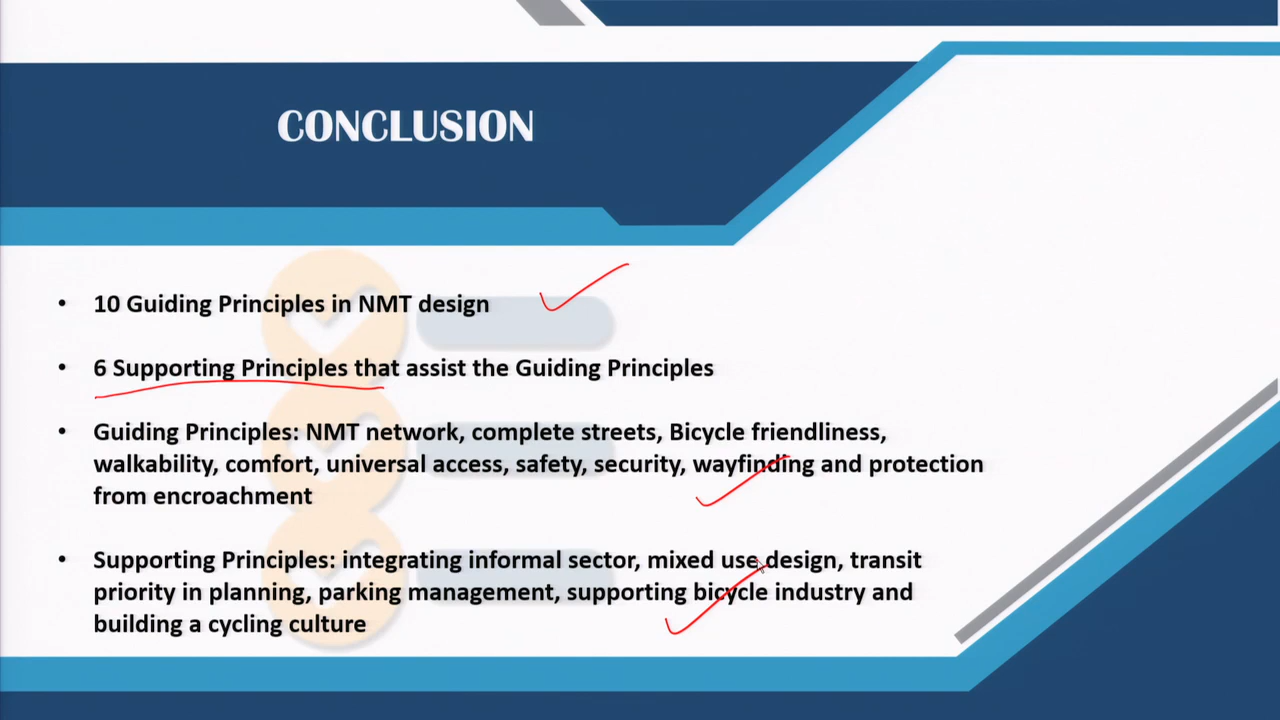 CONCLUSION
• 10 Guiding Principles in NMT design
• 6 Supporting Principles that assist the Guiding Principles
• Guiding Principles: NMT network, complete streets, Bicycle friendliness,
walkability, comfort, universal access, safety, security, wayfinding and protection
from encroachment
• Supporting Principles: integrating informal sector, mixed use design, transit
priority in planning, parking management, supporting bicycle industry and
building a cycling culture